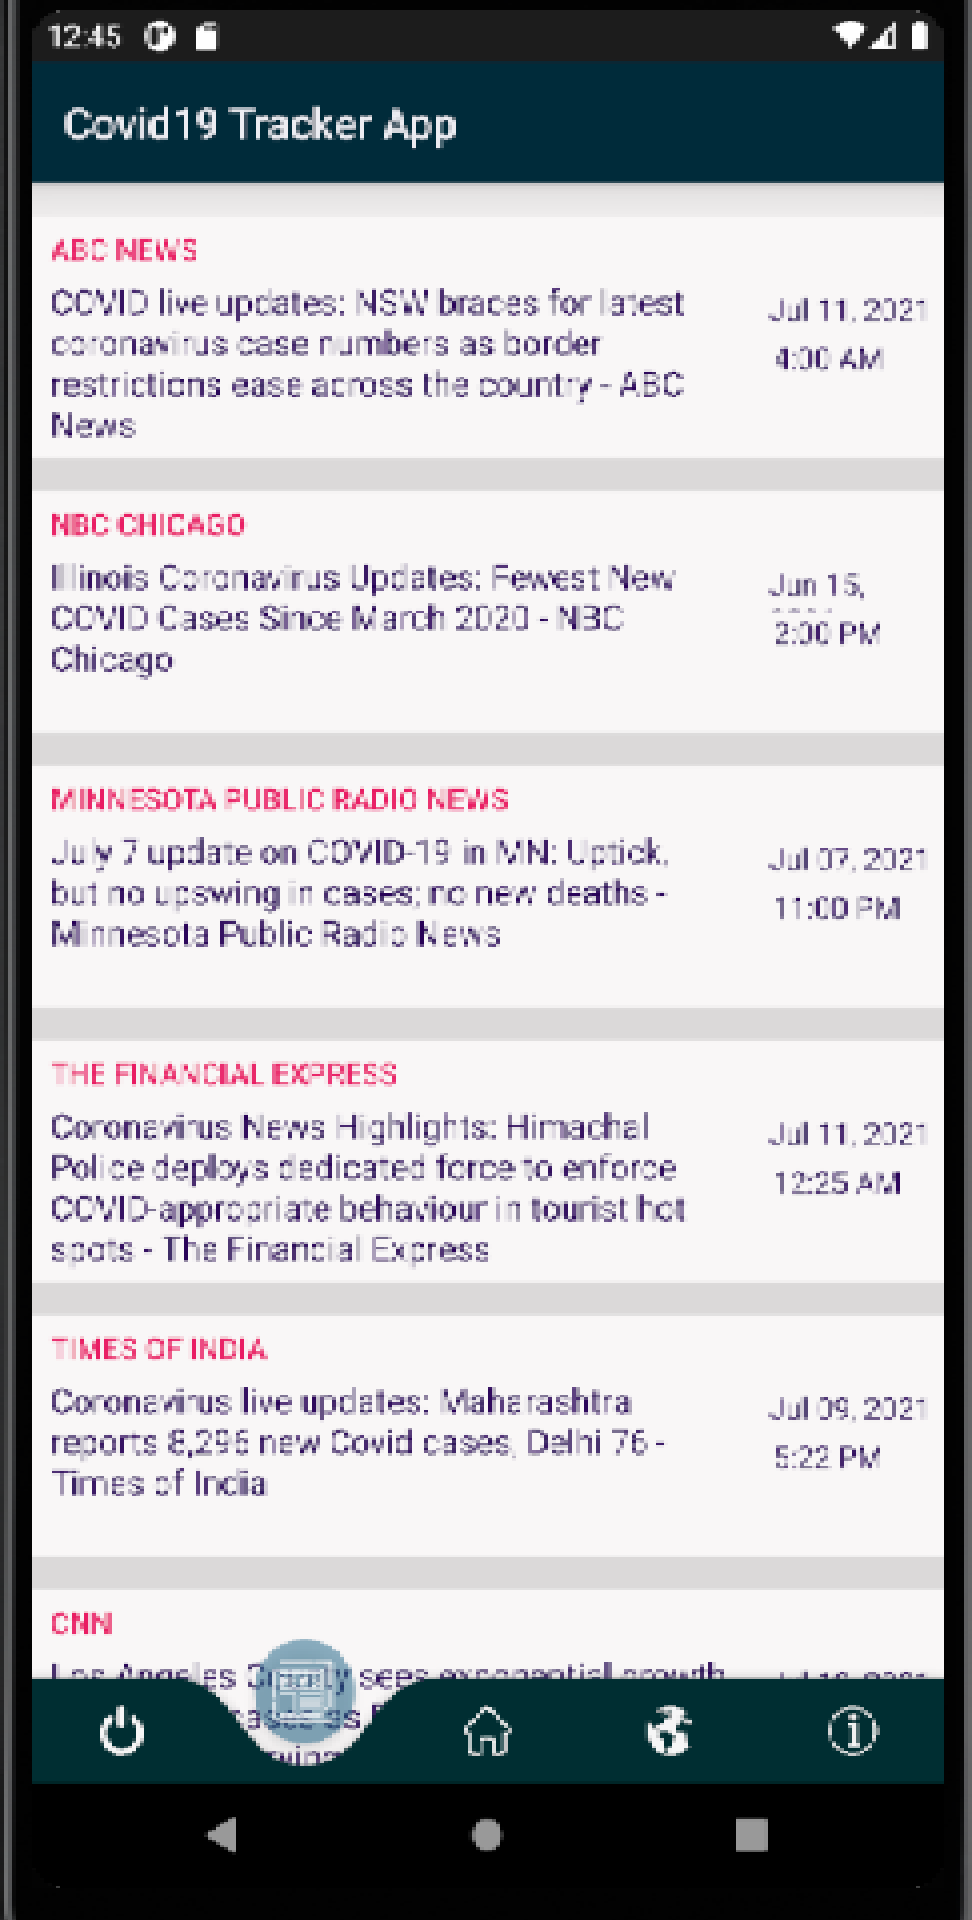 12:45
Covid19 Tracker App
ABC NEWS
COVID live updates: NSW braces for latest
coronavirus case numbers as border
restrictions ease across the country - ABC
News
Jul 11, 2021
4:00 AM
NBC CHICAGO
Illinois Coronavirus Updates: Fewest New
COVID Cases Since March 2020 - NBC
Chicago
Jun 15,
2:00 PM
MINNESOTA PUBLIC RADIO NEWS
July 7 update on COVID-19 in MN: Uptick,
but no upswing in cases; no new deaths -
Minnesota Public Radio News
Jul 07, 2021
11:00 PM
THE FINANCIAL EXPRESS
Coronavirus News Highlights: Himachal
Police deploys dedicated force to enforce
COVID-appropriate behaviour in tourist hot
spots - The Financial Express
Jul 11, 2021
12:25 AM
TIMES OF INDIA
Coronavirus live updates: Maharashtra
reports 8,296 new Covid cases, Delhi 76 -
Times of India
Jul 09, 2021
5:22 PM
CNN
Los Angeles County sees exponential growth
cases as